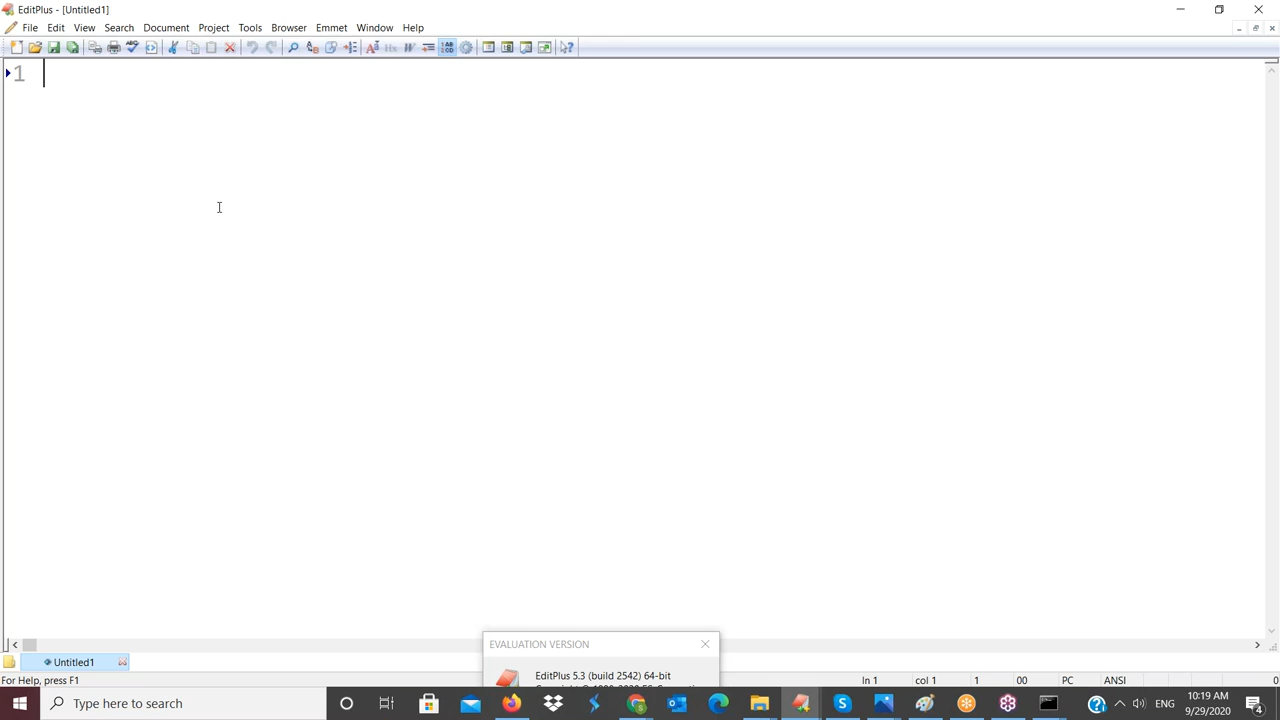 EditPlus - [Untitled1]
File Edit View Search Document Project Tools Browser Emmet Window Help
1
EVALUATION VERSION
EditPlus 5.3 (build 2542) 64-bit
Untitled1
For Help, press F1
ln 1 col 1 1 00 PC ANSI 0
Type here to search
ENG
10:19 AM
9/29/2020
4